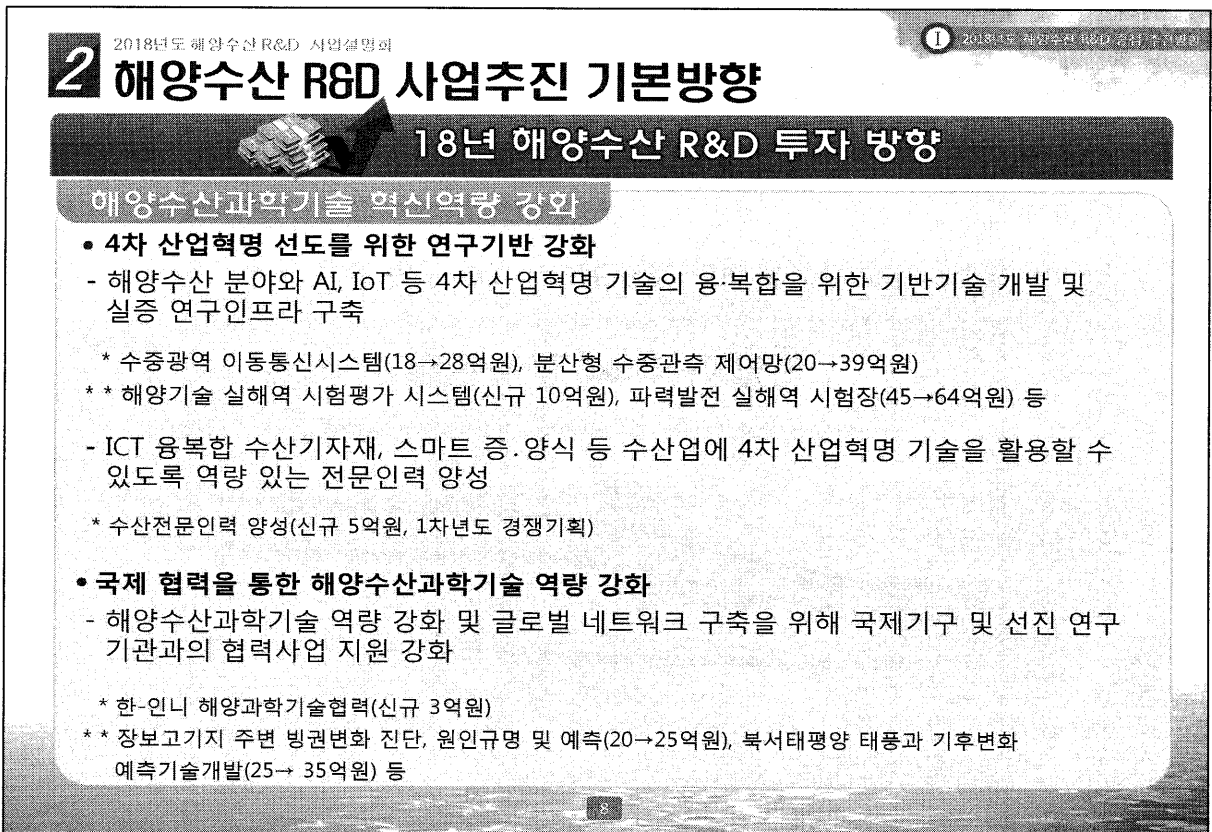 2018년도 해양수산 R&D 사업설명회
2 해양수산 R&D 사업추진 기본방향
18년 해양수산 R&D 투자 방향
해양수산과학기술 혁신역량 강화
• 4차 산업혁명 선도를 위한 연구기반 강화
- 해양수산 분야와 AI, IoT 등 4차 산업혁명 기술의 융·복합을 위한 기반기술 개발 및
실증 연구인프라 구축
* 수중광역 이동통신시스템(18→28억원), 분산형 수중관측 제어망(20→39억원)
* * 해양기술 실해역 시험평가 시스템(신규 10억원), 파력발전 실해역 시험장(45→64억원) 등
- ICT 융복합 수산기자재, 스마트 증.양식 등 수산업에 4차 산업혁명 기술을 활용할 수
있도록 역량 있는 전문인력 양성
* 수산전문인력 양성(신규 5억원, 1차년도 경쟁기획)
• 국제 협력을 통한 해양수산과학기술 역량 강화
- 해양수산과학기술 역량 강화 및 글로벌 네트워크 구축을 위해 국제기구 및 선진 연구
기관과의 협력사업 지원 강화
* 한-인니 해양과학기술협력(신규 3억원)
* * 장보고기지 주변 빙권변화 진단, 원인규명 및 예측(20→25억원), 북서태평양 태풍과 기후변화
예측기술개발(25→ 35억원) 등
8